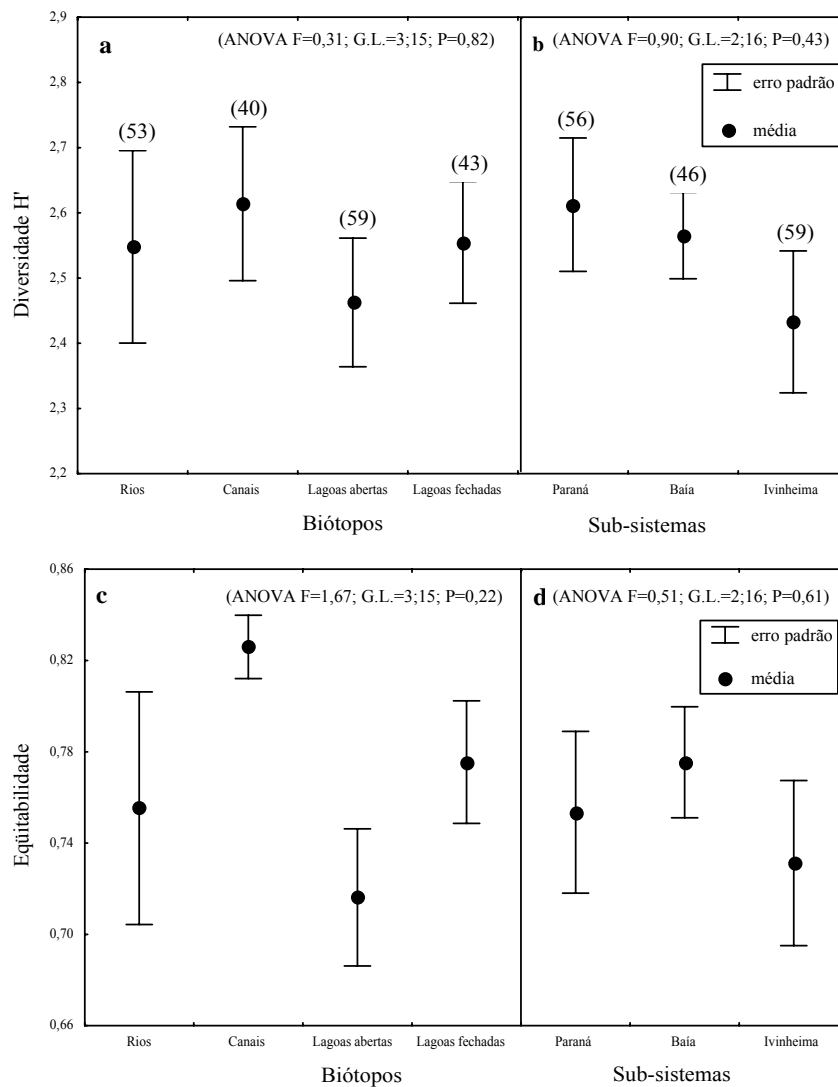 a (ANOVA F=0,31; G.L.=3;15; P=0,82)
b (ANOVA F=0,90; G.L.=2;16; P=0,43)
erro padrão
média
(53) (40) (59) (43)
(56) (46) (59)
Diversidade H'
2,9
2,8
2,7
2,6
2,5
2,4
2,3
2,2
Rios Canais Lagoas abertas Lagoas fechadas
Biótopos
Paraná Baía Ivinheima
Sub-sistemas
c (ANOVA F=1,67; G.L.=3;15; P=0,22)
d (ANOVA F=0,51; G.L.=2;16; P=0,61)
erro padrão
média
Eqüitabilidade
0,86
0,82
0,78
0,74
0,70
0,66
Rios Canais Lagoas abertas Lagoas fechadas
Biótopos
Paraná Baía Ivinheima
Sub-sistemas